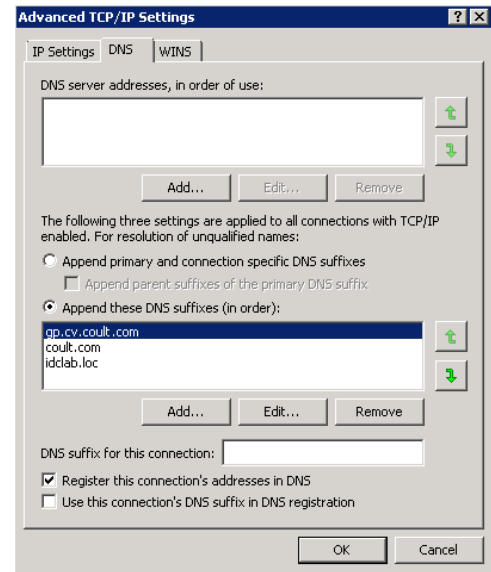 Advanced TCP/IP Settings
IP Settings DNS WINS
DNS server addresses, in order of use:
Add... Edit... Remove
The following three settings are applied to all connections with TCP/IP
enabled. For resolution of unqualified names:
Append primary and connection specific DNS suffixes
Append parent suffixes of the primary DNS suffix
Append these DNS suffixes (in order):
gp.cv.coult.com
coult.com
idclab.loc
Add... Edit... Remove
DNS suffix for this connection:
Register this connection's addresses in DNS
Use this connection's DNS suffix in DNS registration
OK Cancel